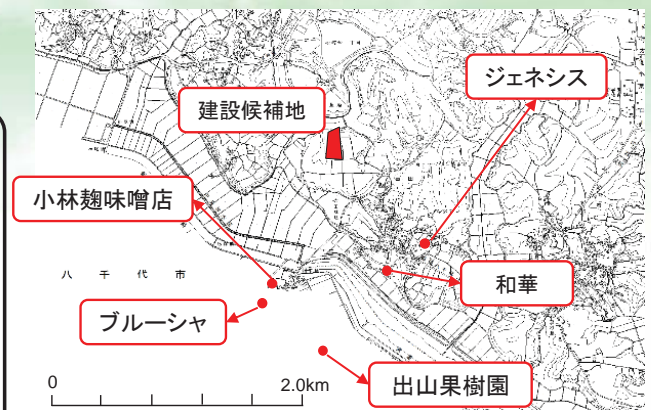 ジェネシス
建設候補地
小林麹味噌店
八千代市
和華
ブルーシャ
0
2.0km
出山果樹園